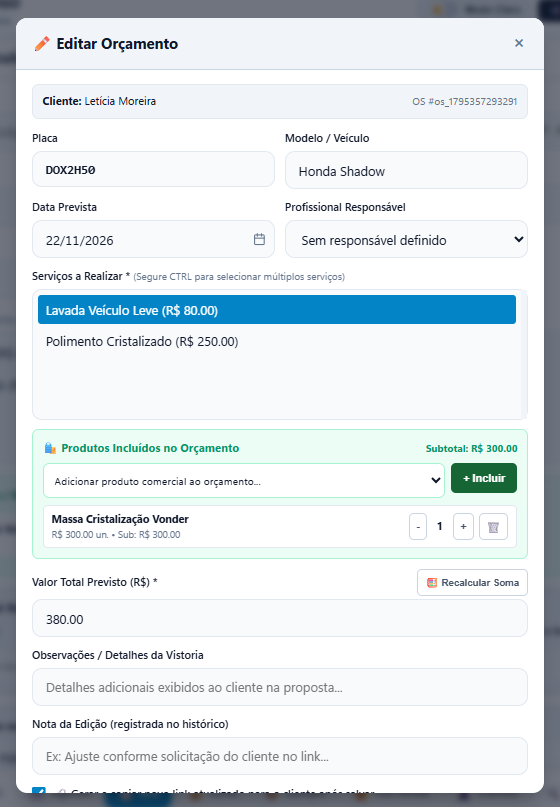 Editar Orçamento
×
Cliente: Letícia Moreira
OS #os_1795357293291
Placa
Modelo / Veículo
DOX2H50
Honda Shadow
Data Prevista
Profissional Responsável
22/11/2026
Sem responsável definido
Serviços a Realizar * (Segure CTRL para selecionar múltiplos serviços)
Lavada Veículo Leve (R$ 80.00)
Polimento Cristalizado (R$ 250.00)
Produtos Incluídos no Orçamento
Subtotal: R$ 300.00
Adicionar produto comercial ao orçamento...
+ Incluir
Massa Cristalização Vonder
R$ 300.00 un. • Sub: R$ 300.00
- 1 +
Valor Total Previsto (R$) *
Recalcular Soma
380.00
Observações / Detalhes da Vistoria
Detalhes adicionais exibidos ao cliente na proposta...
Nota da Edição (registrada no histórico)
Ex: Ajuste conforme solicitação do cliente no link...